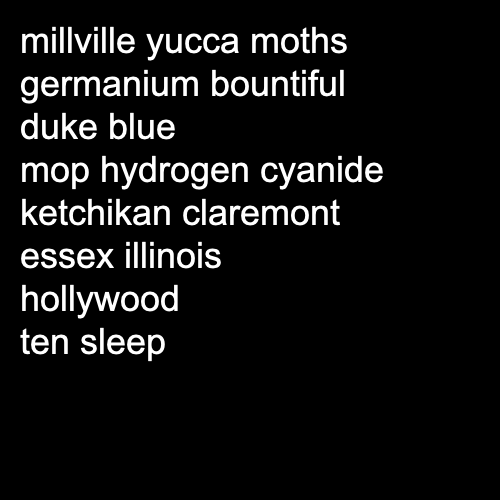 millville yucca moths
germanium bountiful
duke blue
mop hydrogen cyanide
ketchikan claremont
essex illinois
hollywood
ten sleep